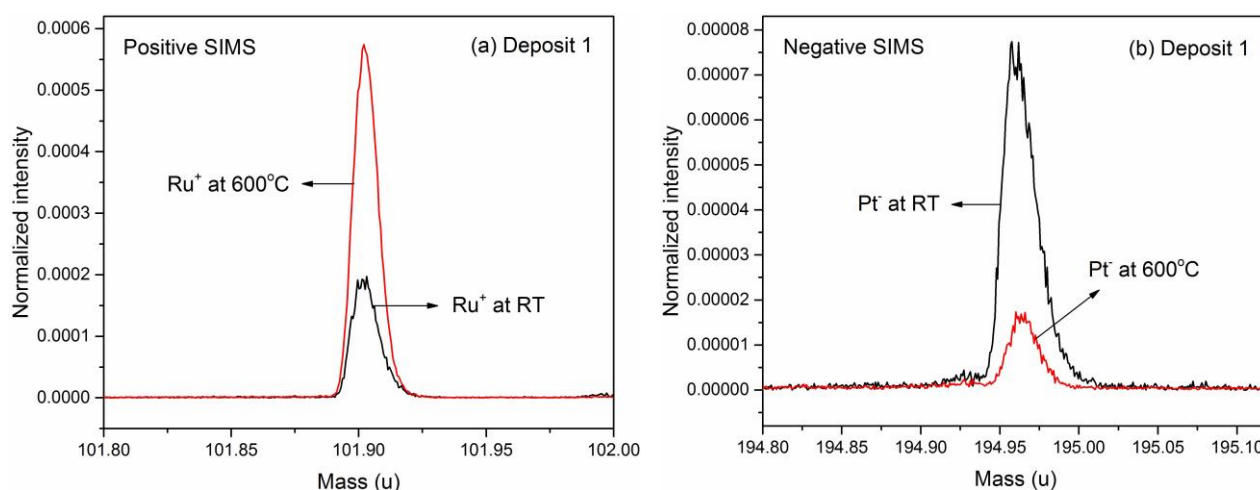 Positive SIMS
(a) Deposit 1
Ru⁺ at 600°C
Ru⁺ at RT
Normalized intensity
0.0006
0.0005
0.0004
0.0003
0.0002
0.0001
0.0000
101.80 101.85 101.90 101.95 102.00
Mass (u)
Negative SIMS
(b) Deposit 1
Pt⁻ at RT
Pt⁻ at 600°C
Normalized intensity
0.00008
0.00007
0.00006
0.00005
0.00004
0.00003
0.00002
0.00001
0.00000
194.80 194.85 194.90 194.95 195.00 195.05 195.10
Mass (u)